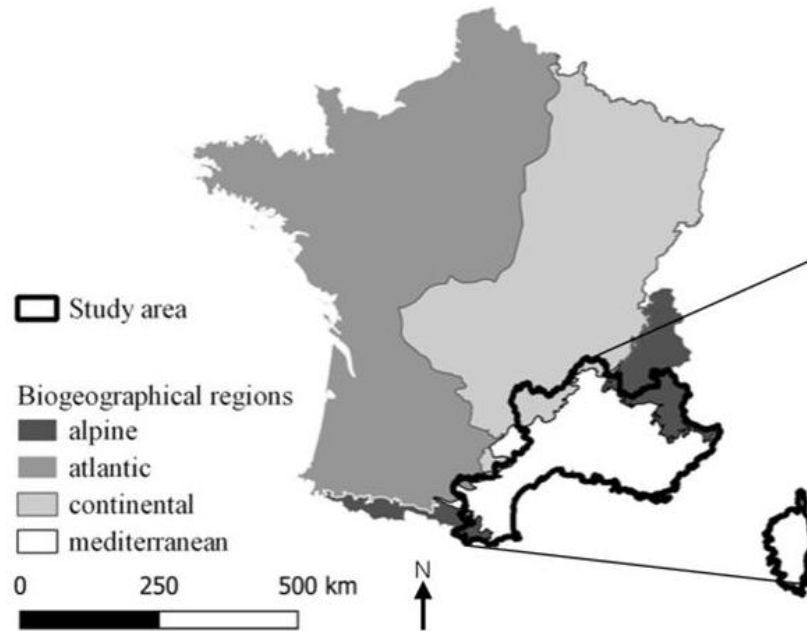 Study area
Biogeographical regions
alpine
atlantic
continental
mediterranean
0 250 500 km
N